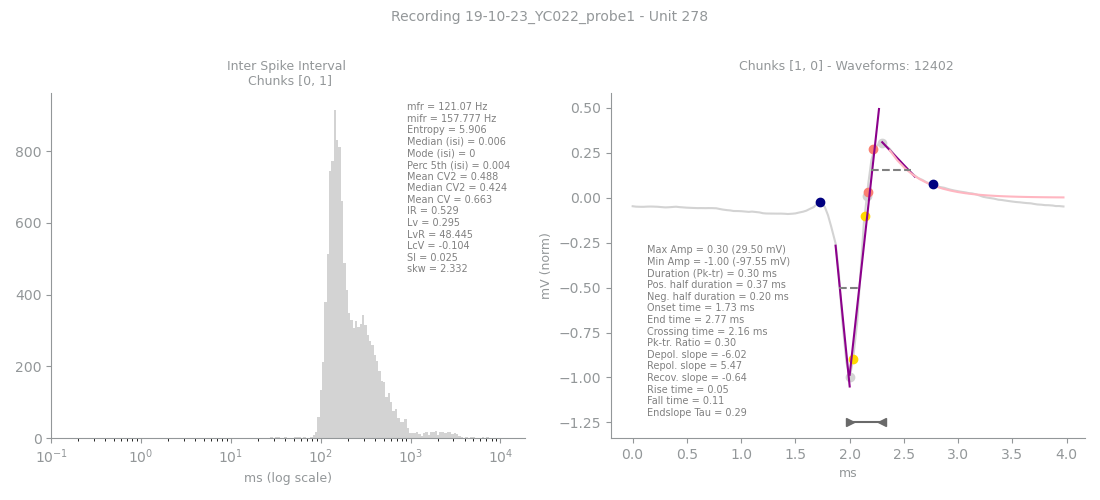 Recording 19-10-23_YC022_probe1 - Unit 278
Inter Spike Interval
Chunks [0, 1]
mfr = 121.07 Hz
mifr = 157.777 Hz
Entropy = 5.906
Median (isi) = 0.006
Mode (isi) = 0
Perc 5th (isi) = 0.004
Mean CV2 = 0.488
Median CV2 = 0.424
Mean CV = 0.663
IR = 0.529
Lv = 0.295
LvR = 48.445
LcV = -0.104
SI = 0.025
skw = 2.332
800
600
400
200
0
10⁻¹ 10⁰ 10¹ 10² 10³ 10⁴
ms (log scale)
Chunks [1, 0] - Waveforms: 12402
mV (norm)
0.50
0.25
0.00
−0.25
−0.50
−0.75
−1.00
−1.25
Max Amp = 0.30 (29.50 mV)
Min Amp = -1.00 (-97.55 mV)
Duration (Pk-tr) = 0.30 ms
Pos. half duration = 0.37 ms
Neg. half duration = 0.20 ms
Onset time = 1.73 ms
End time = 2.77 ms
Crossing time = 2.16 ms
Pk-tr. Ratio = 0.30
Depol. slope = -6.02
Repol. slope = 5.47
Recov. slope = -0.64
Rise time = 0.05
Fall time = 0.11
Endslope Tau = 0.29
0.0 0.5 1.0 1.5 2.0 2.5 3.0 3.5 4.0
ms